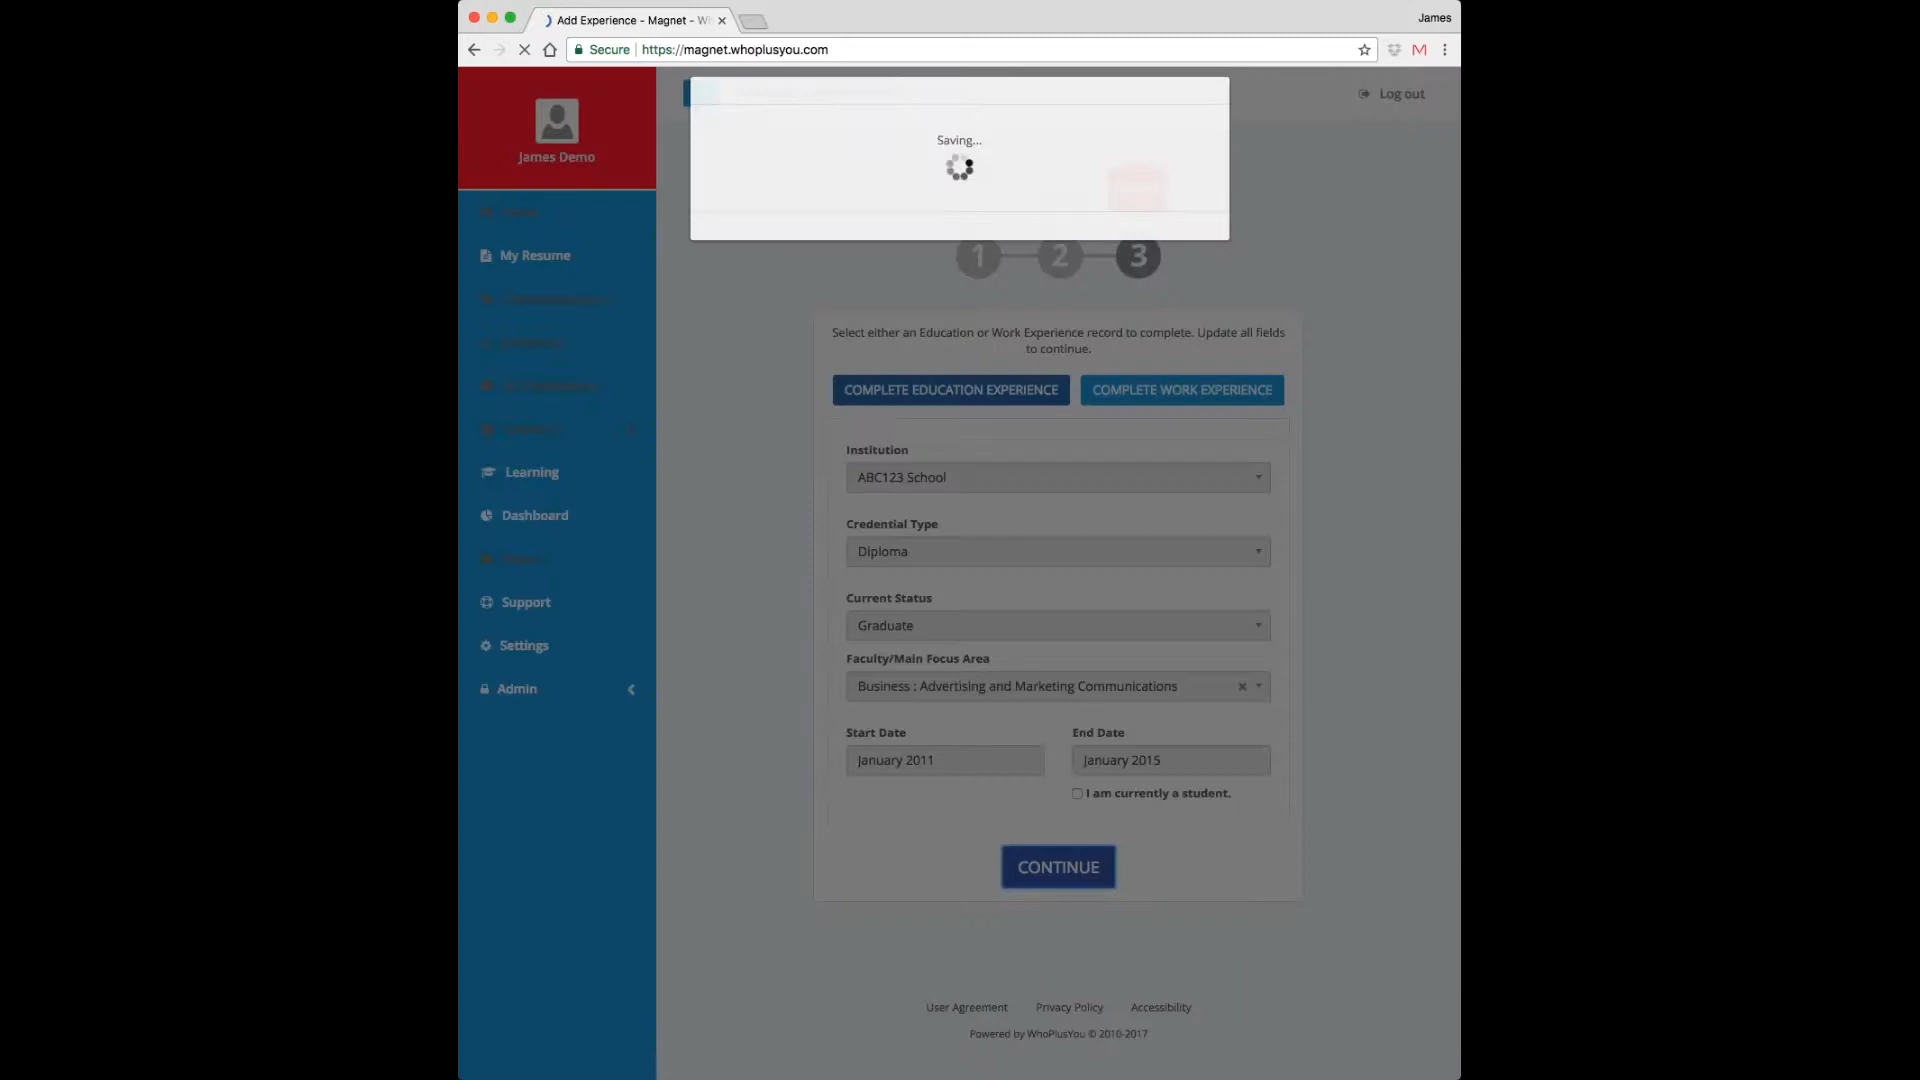 Add Experience - Magnet - Wh
James
Secure
https://magnet.whoplusyou.com
James Demo
Log out
Saving...
My Resume
Learning
Dashboard
Support
Settings
Admin
1 2 3
Select either an Education or Work Experience record to complete. Update all fields
to continue.
COMPLETE EDUCATION EXPERIENCE
COMPLETE WORK EXPERIENCE
Institution
ABC123 School
Credential Type
Diploma
Current Status
Graduate
Faculty/Main Focus Area
Business : Advertising and Marketing Communications
Start Date
End Date
January 2011
January 2015
I am currently a student.
CONTINUE
User Agreement
Privacy Policy
Accessibility
Powered by WhoPlusYou © 2010-2017